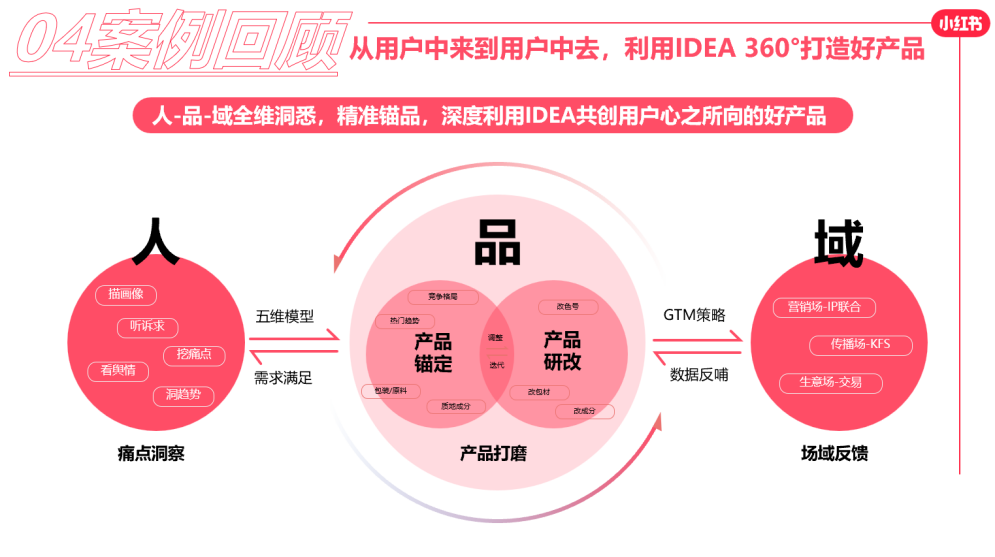 04案例回顾
从用户中来到用户中去，利用IDEA 360°打造好产品
小红书
人-品-域全维洞悉，精准锚品，深度利用IDEA共创用户心之所向的好产品
人
描画像
听诉求
挖痛点
看舆情
洞趋势
痛点洞察
五维模型
需求满足
品
竞争格局
热门趋势
产品
锚定
包装/原料
质地成分
调整
迭代
改色号
产品
研改
改包材
改成分
产品打磨
GTM策略
数据反哺
域
营销场-IP联合
传播场-KFS
生意场-交易
场域反馈